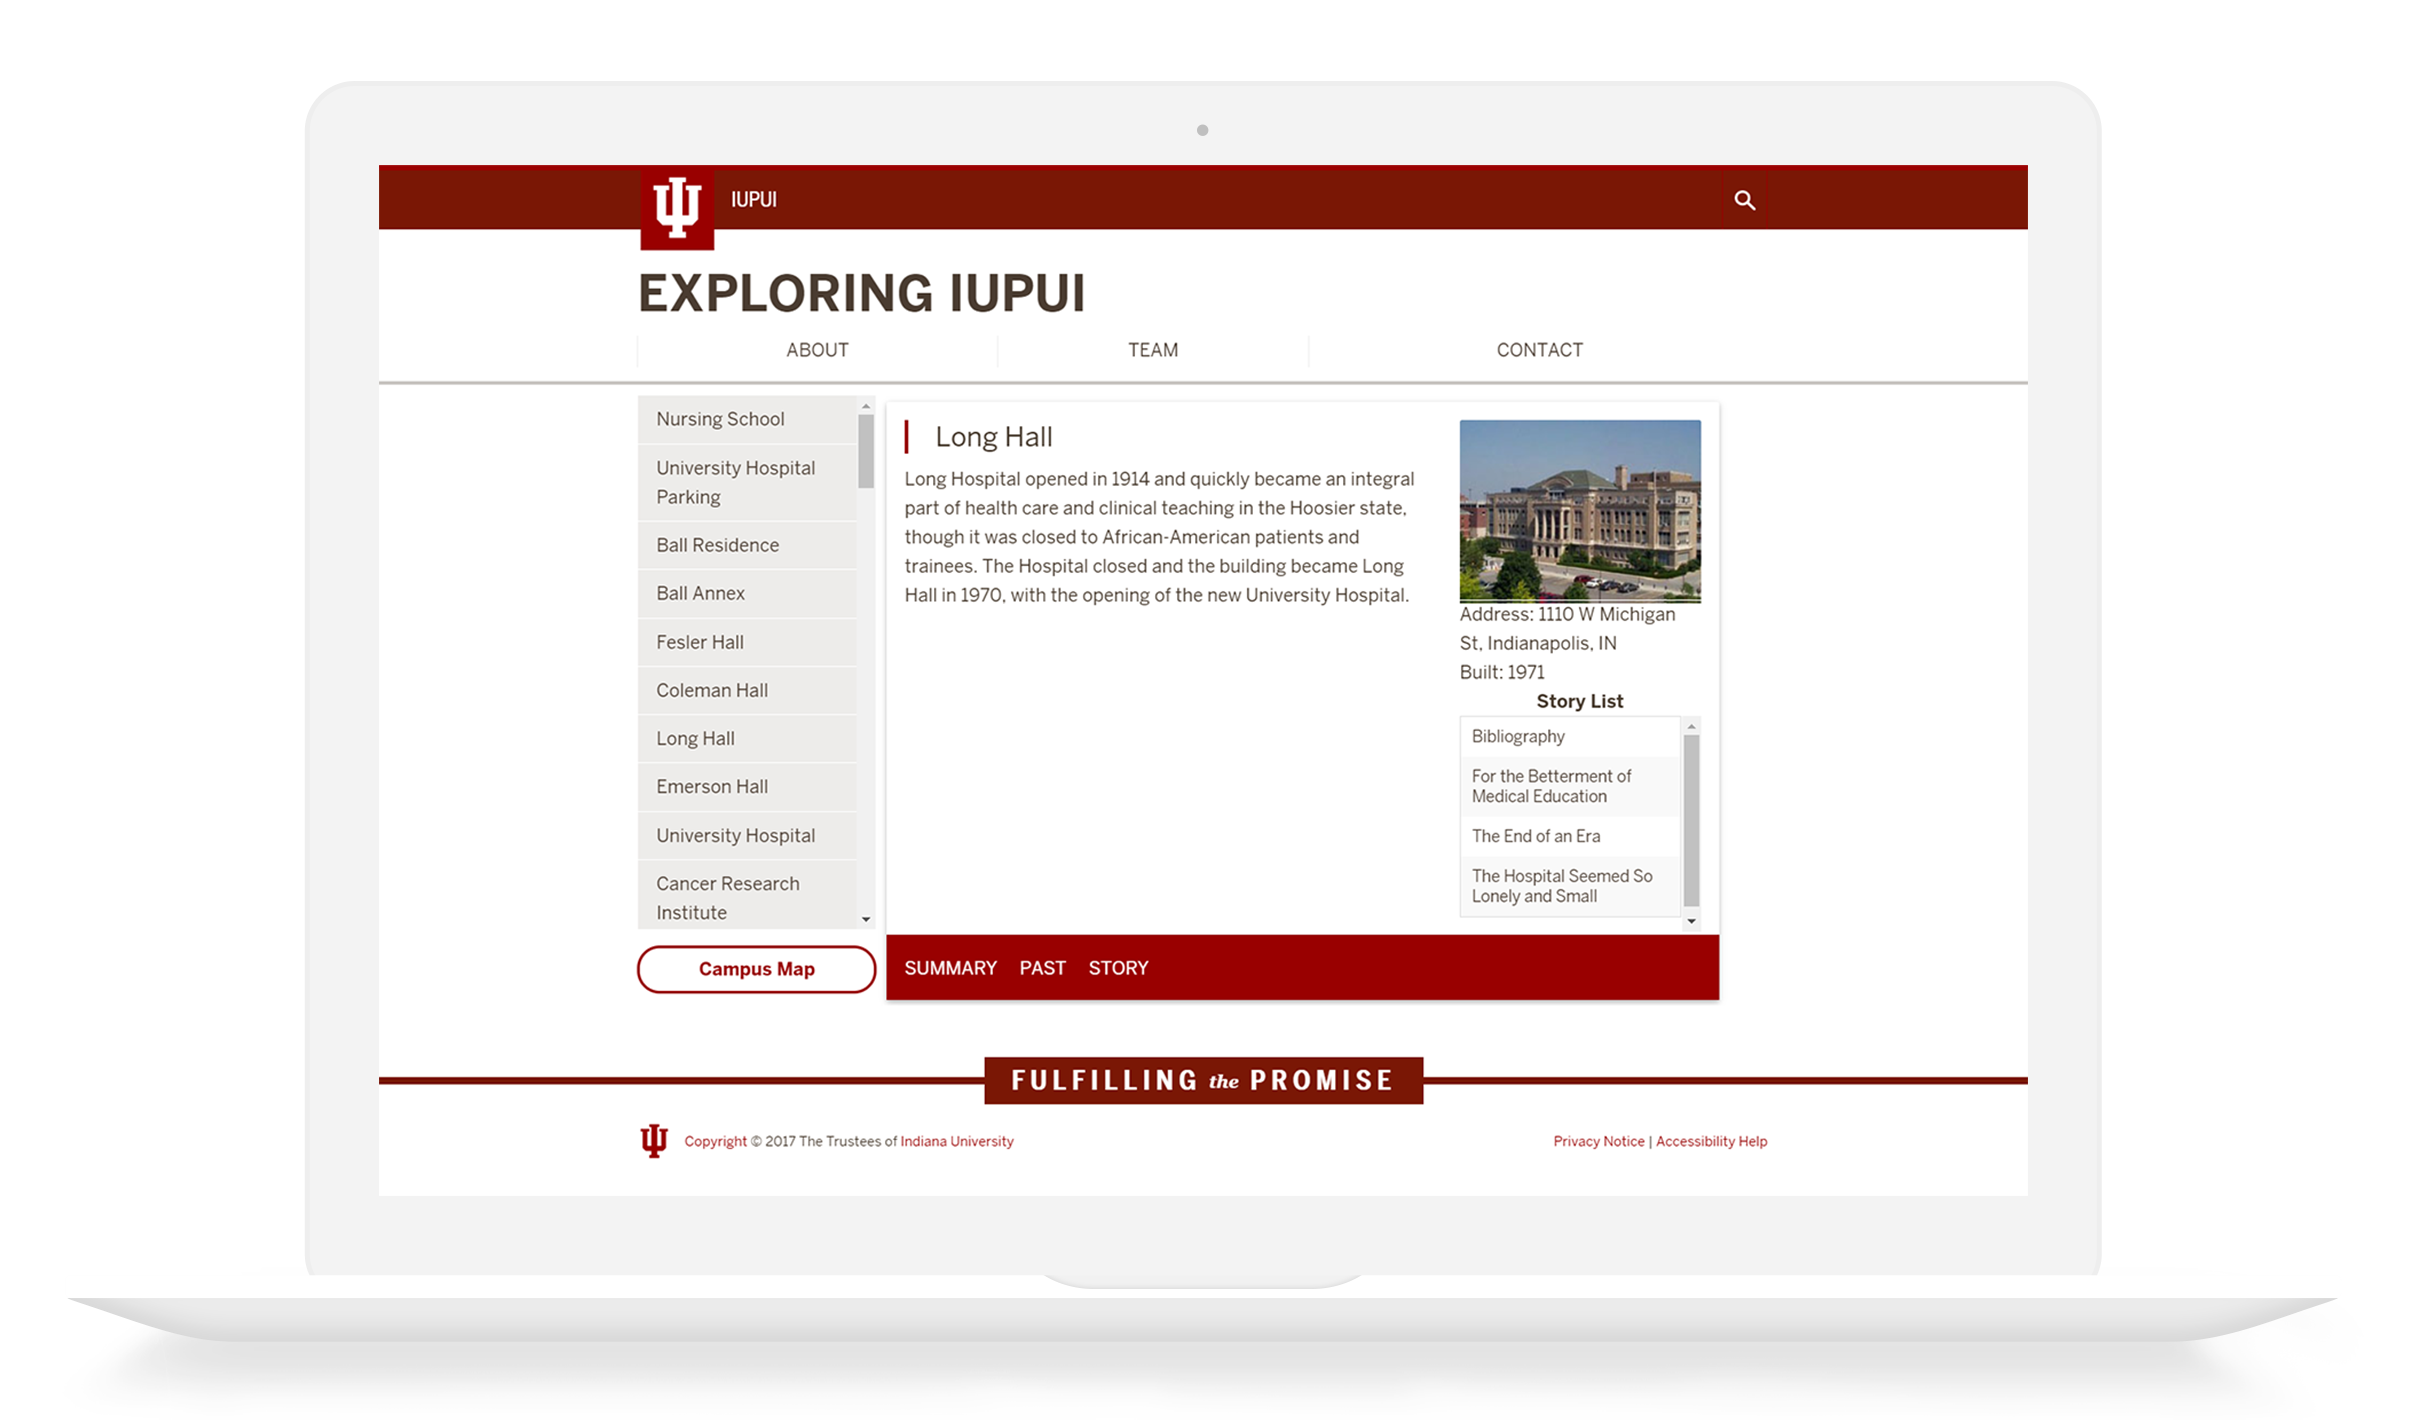 IUPUI
EXPLORING IUPUI
ABOUT
TEAM
CONTACT
Nursing School
University Hospital
Parking
Ball Residence
Ball Annex
Fesler Hall
Coleman Hall
Long Hall
Emerson Hall
University Hospital
Cancer Research
Institute
Campus Map
Long Hall
Long Hospital opened in 1914 and quickly became an integral
part of health care and clinical teaching in the Hoosier state,
though it was closed to African-American patients and
trainees. The Hospital closed and the building became Long
Hall in 1970, with the opening of the new University Hospital.
Address: 1110 W Michigan
St, Indianapolis, IN
Built: 1971
Story List
Bibliography
For the Betterment of
Medical Education
The End of an Era
The Hospital Seemed So
Lonely and Small
SUMMARY PAST STORY
FULFILLING the PROMISE
Copyright © 2017 The Trustees of Indiana University
Privacy Notice | Accessibility Help